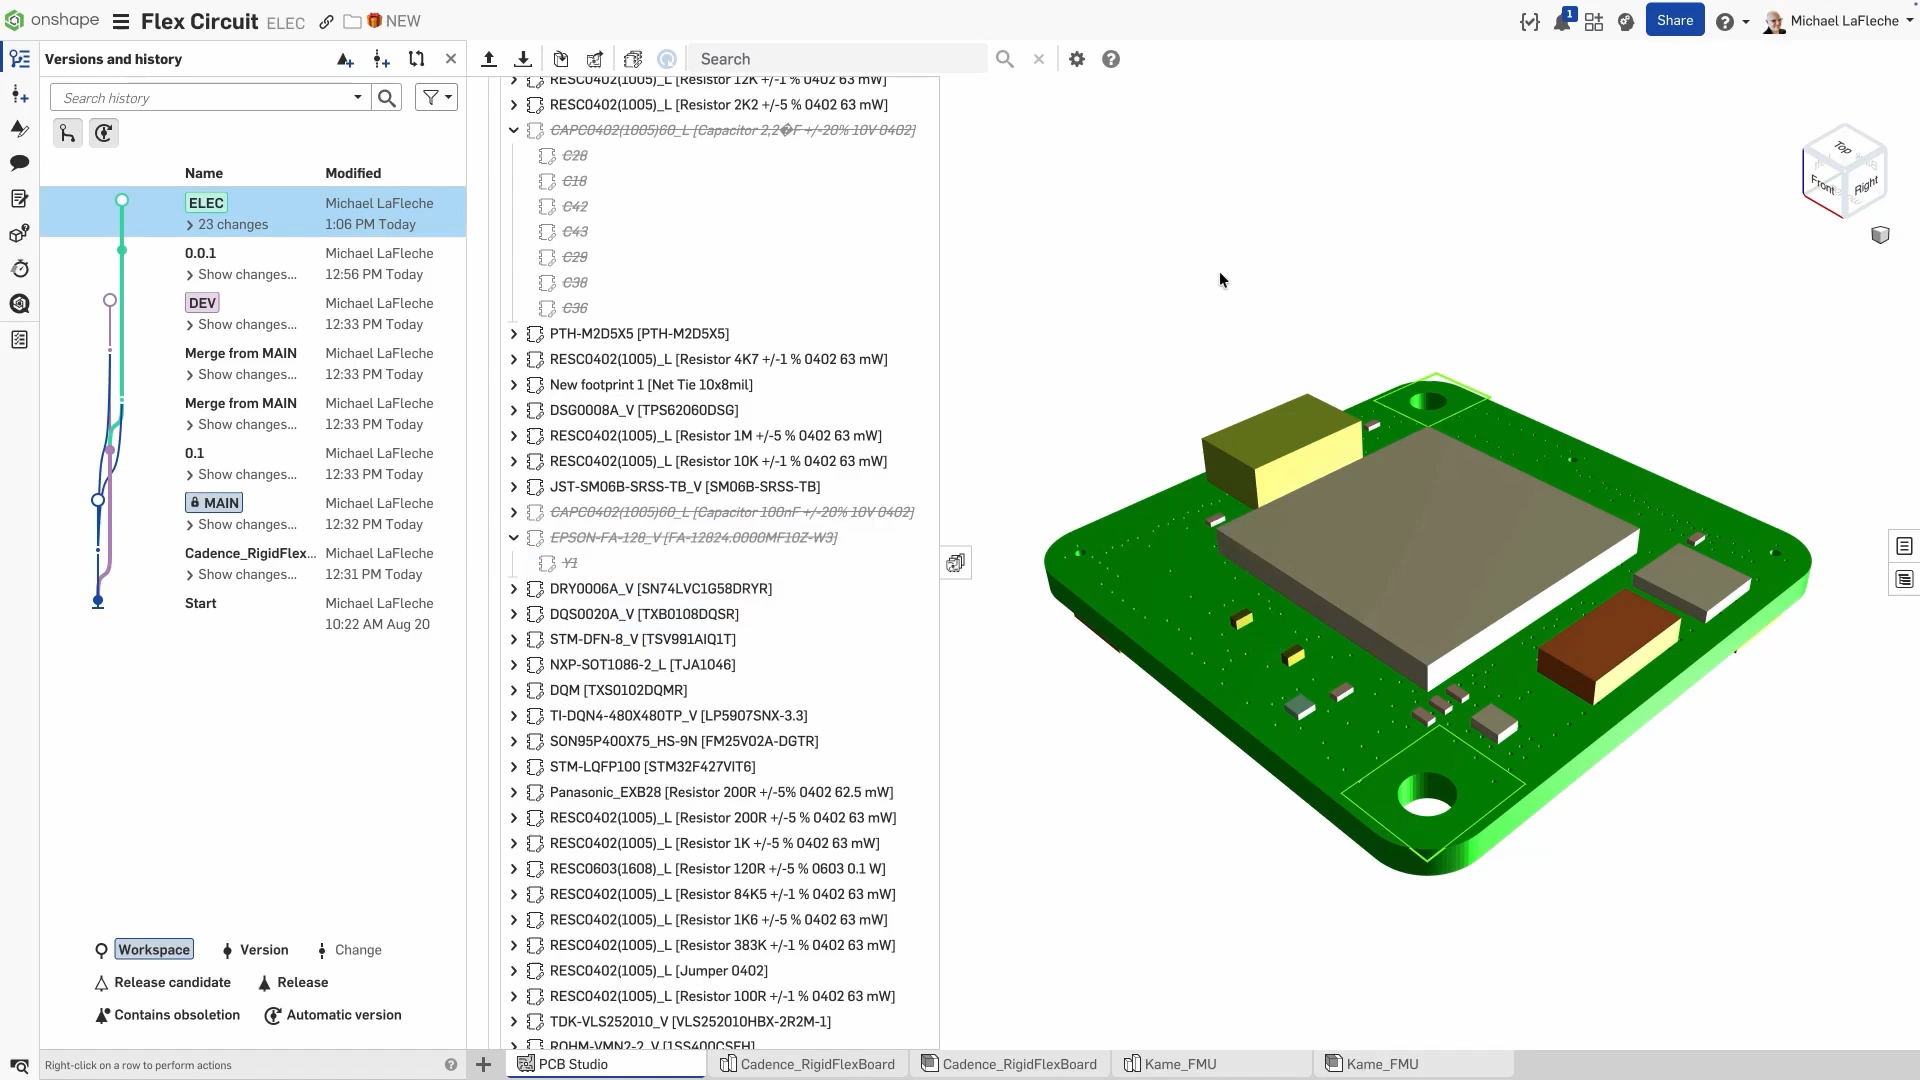 onshape Flex Circuit ELEC NEW
1 Share Michael LaFleche
Versions and history
Search
Search history
Name Modified
ELEC Michael LaFleche
23 changes 1:06 PM Today
0.0.1 Michael LaFleche
Show changes... 12:56 PM Today
DEV Michael LaFleche
Show changes... 12:33 PM Today
Merge from MAIN Michael LaFleche
Show changes... 12:33 PM Today
Merge from MAIN Michael LaFleche
Show changes... 12:33 PM Today
0.1 Michael LaFleche
Show changes... 12:33 PM Today
MAIN Michael LaFleche
Show changes... 12:32 PM Today
Cadence_RigidFlex... Michael LaFleche
Show changes... 12:31 PM Today
Start Michael LaFleche
10:22 AM Aug 20
Workspace Version Change
Release candidate Release
Contains obsoletion Automatic version
Right-click on a row to perform actions
RESC0402(1005)_L [Resistor 12K +/-1 % 0402 63 mW]
RESC0402(1005)_L [Resistor 2K2 +/-5 % 0402 63 mW]
CAPC0402(1005)60_L [Capacitor 2,2�F +/-20% 10V 0402]
C28
C18
C42
C43
C29
C38
C36
PTH-M2D5X5 [PTH-M2D5X5]
RESC0402(1005)_L [Resistor 4K7 +/-1 % 0402 63 mW]
New footprint 1 [Net Tie 10x8mil]
DSG0008A_V [TPS62060DSG]
RESC0402(1005)_L [Resistor 1M +/-5 % 0402 63 mW]
RESC0402(1005)_L [Resistor 10K +/-1 % 0402 63 mW]
JST-SM06B-SRSS-TB_V [SM06B-SRSS-TB]
CAPC0402(1005)60_L [Capacitor 100nF +/-20% 10V 0402]
EPSON-FA-128_V [FA-12824.0000MF10Z-W3]
Y1
DRY0006A_V [SN74LVC1G58DRYR]
DQS0020A_V [TXB0108DQSR]
STM-DFN-8_V [TSV991AIQ1T]
NXP-SOT1086-2_L [TJA1046]
DQM [TXS0102DQMR]
TI-DQN4-480X480TP_V [LP5907SNX-3.3]
SON95P400X75_HS-9N [FM25V02A-DGTR]
STM-LQFP100 [STM32F427VIT6]
Panasonic_EXB28 [Resistor 200R +/-5% 0402 62.5 mW]
RESC0402(1005)_L [Resistor 200R +/-5 % 0402 63 mW]
RESC0402(1005)_L [Resistor 1K +/-5 % 0402 63 mW]
RESC0603(1608)_L [Resistor 120R +/-5 % 0603 0.1 W]
RESC0402(1005)_L [Resistor 84K5 +/-1 % 0402 63 mW]
RESC0402(1005)_L [Resistor 1K6 +/-5 % 0402 63 mW]
RESC0402(1005)_L [Resistor 383K +/-1 % 0402 63 mW]
RESC0402(1005)_L [Jumper 0402]
RESC0402(1005)_L [Resistor 100R +/-1 % 0402 63 mW]
TDK-VLS252010_V [VLS252010HBX-2R2M-1]
ROHM-VMN2-2_V [1SS400CSFH]
Top
Front Right
PCB Studio Cadence_RigidFlexBoard Cadence_RigidFlexBoard Kame_FMU Kame_FMU